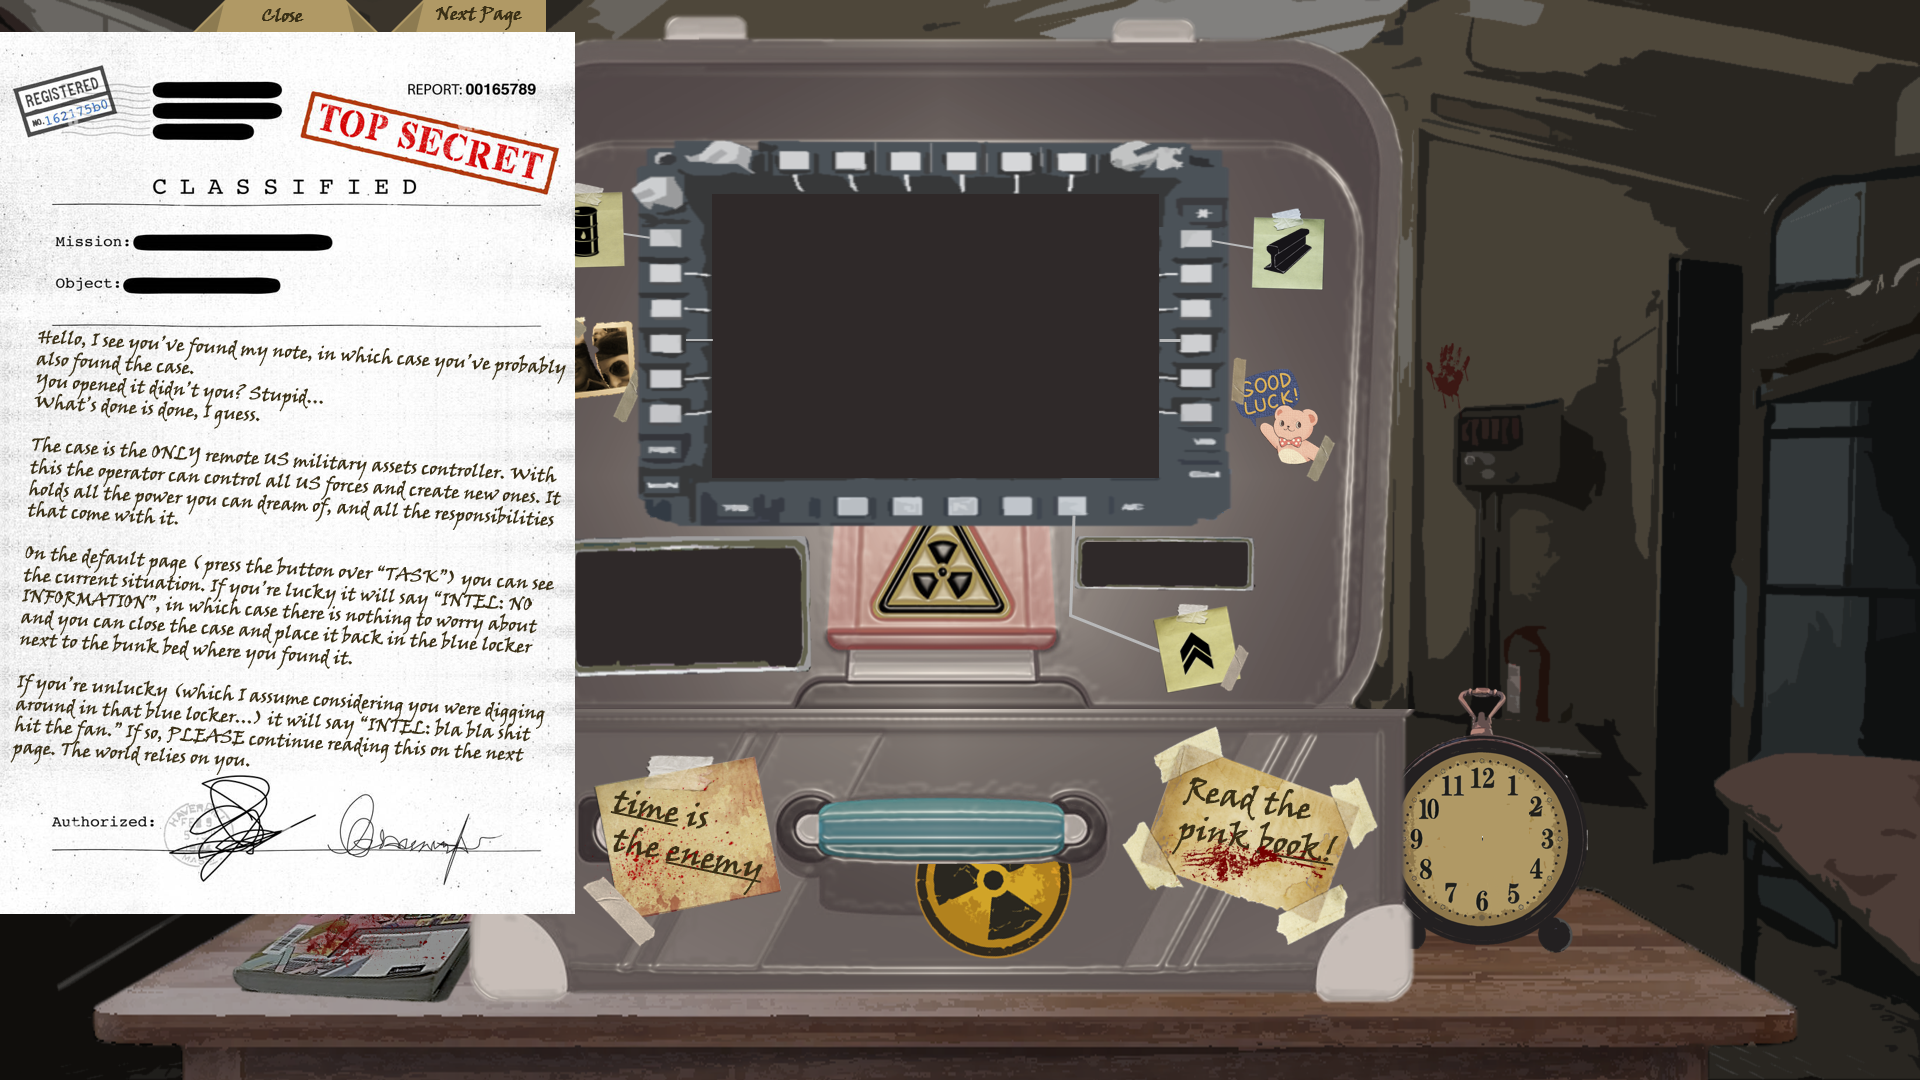 Close
Next Page
REGISTERED
NO.162175b0
REPORT: 00165789
TOP SECRET
CLASSIFIED
Mission:
Object:
Hello, I see you've found my note, in which case you've probably
also found the case.
You opened it didn't you? Stupid...
What's done is done, I guess.
The case is the ONLY remote US military assets controller. With
this the operator can control all US forces and create new ones. It
holds all the power you can dream of, and all the responsibilities
that come with it.
On the default page (press the button over "TASK") you can see
the current situation. If you're lucky it will say "INTEL: NO
INFORMATION", in which case there is nothing to worry about
and you can close the case and place it back in the blue locker
next to the bunk bed where you found it.
If you're unlucky (which I assume considering you were digging
around in that blue locker...) it will say "INTEL: bla bla shit
hit the fan." If so, PLEASE continue reading this on the next
page. The world relies on you.
Authorized:
GOOD
LUCK!
time is
the enemy
Read the
pink book!
12
1
2
3
4
5
6
7
8
9
10
11